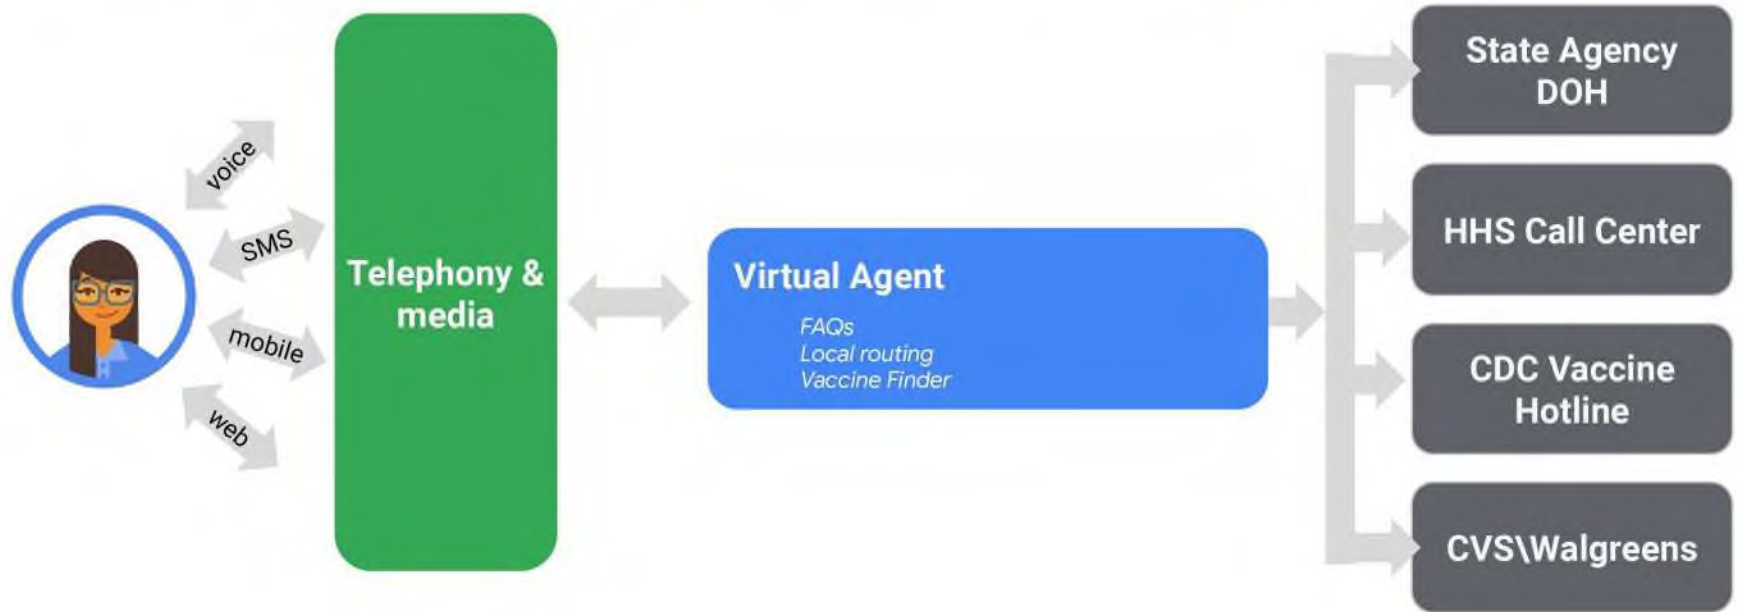 voice
SMS
mobile
web
Telephony &
media
Virtual Agent
FAQs
Local routing
Vaccine Finder
State Agency
DOH
HHS Call Center
CDC Vaccine
Hotline
CVS\Walgreens